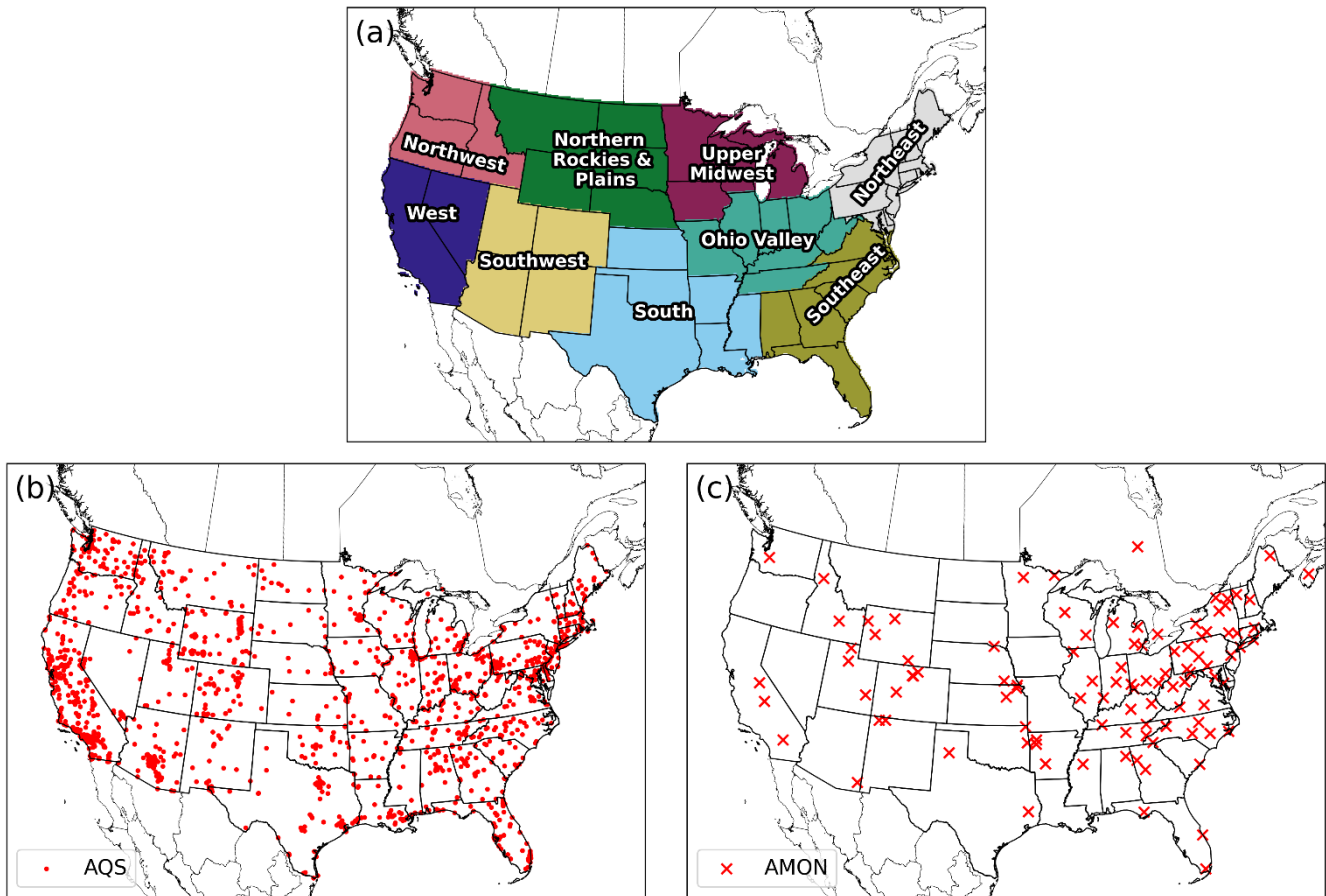 (a)
Northwest
Northern
Rockies &
Plains
Upper
Midwest
Northeast
West
Southwest
Ohio Valley
South
Southeast
(b)
AQS
(c)
AMON